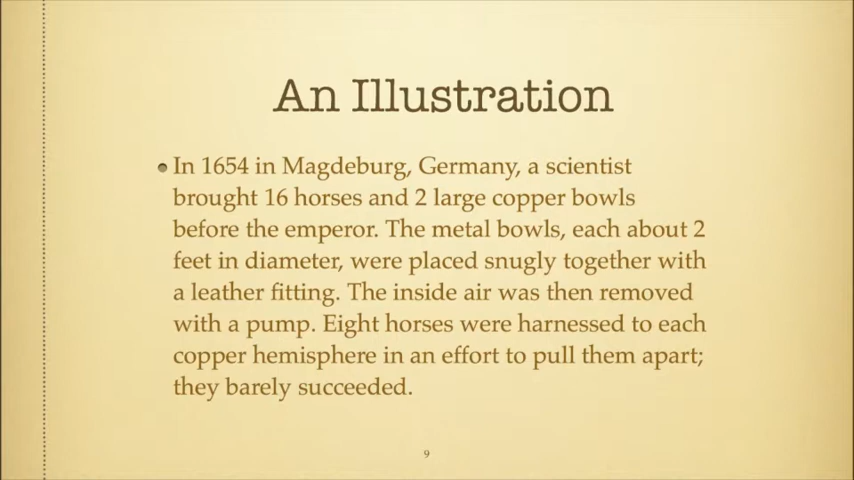 An Illustration
In 1654 in Magdeburg, Germany, a scientist
brought 16 horses and 2 large copper bowls
before the emperor. The metal bowls, each about 2
feet in diameter, were placed snugly together with
a leather fitting. The inside air was then removed
with a pump. Eight horses were harnessed to each
copper hemisphere in an effort to pull them apart;
they barely succeeded.
9